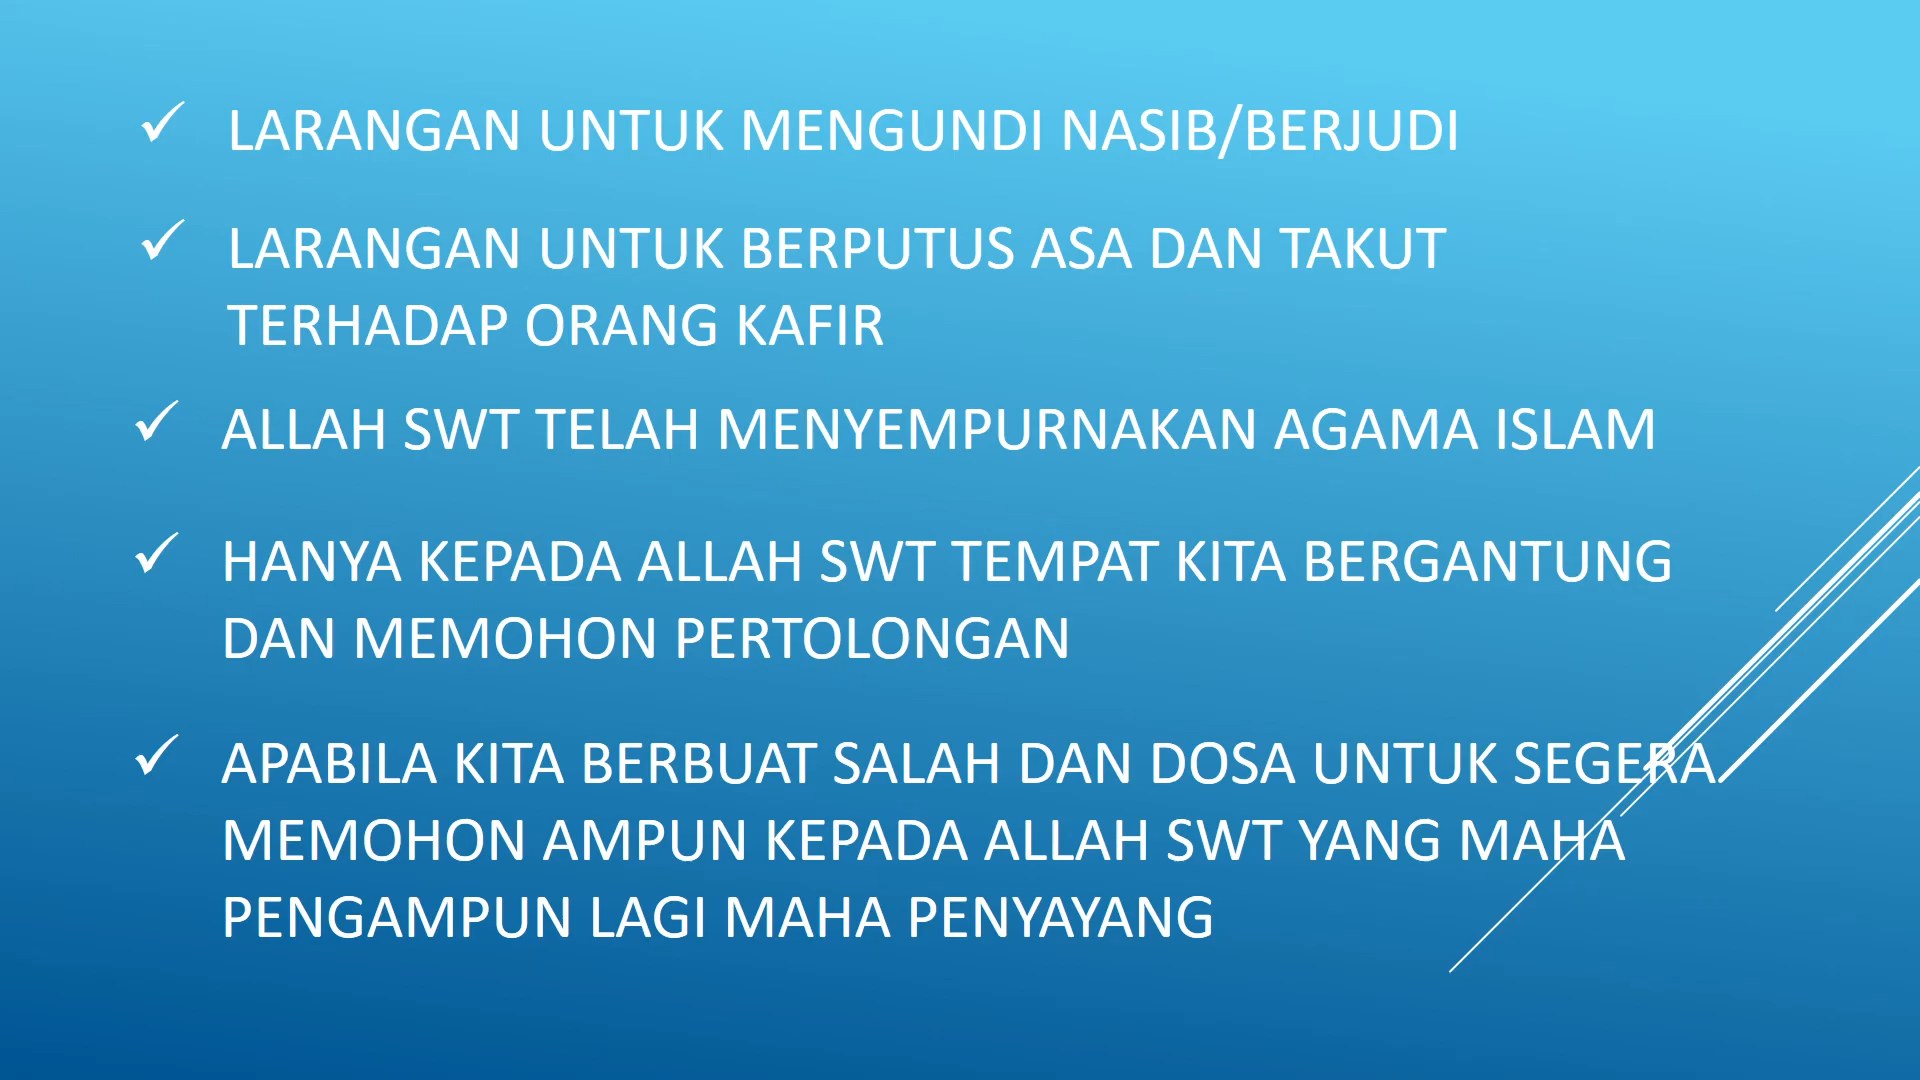 ✓ LARANGAN UNTUK MENGUNDI NASIB/BERJUDI
✓ LARANGAN UNTUK BERPUTUS ASA DAN TAKUT
TERHADAP ORANG KAFIR
✓ ALLAH SWT TELAH MENYEMPURNAKAN AGAMA ISLAM
✓ HANYA KEPADA ALLAH SWT TEMPAT KITA BERGANTUNG
DAN MEMOHON PERTOLONGAN
✓ APABILA KITA BERBUAT SALAH DAN DOSA UNTUK SEGERA
MEMOHON AMPUN KEPADA ALLAH SWT YANG MAHA
PENGAMPUN LAGI MAHA PENYAYANG